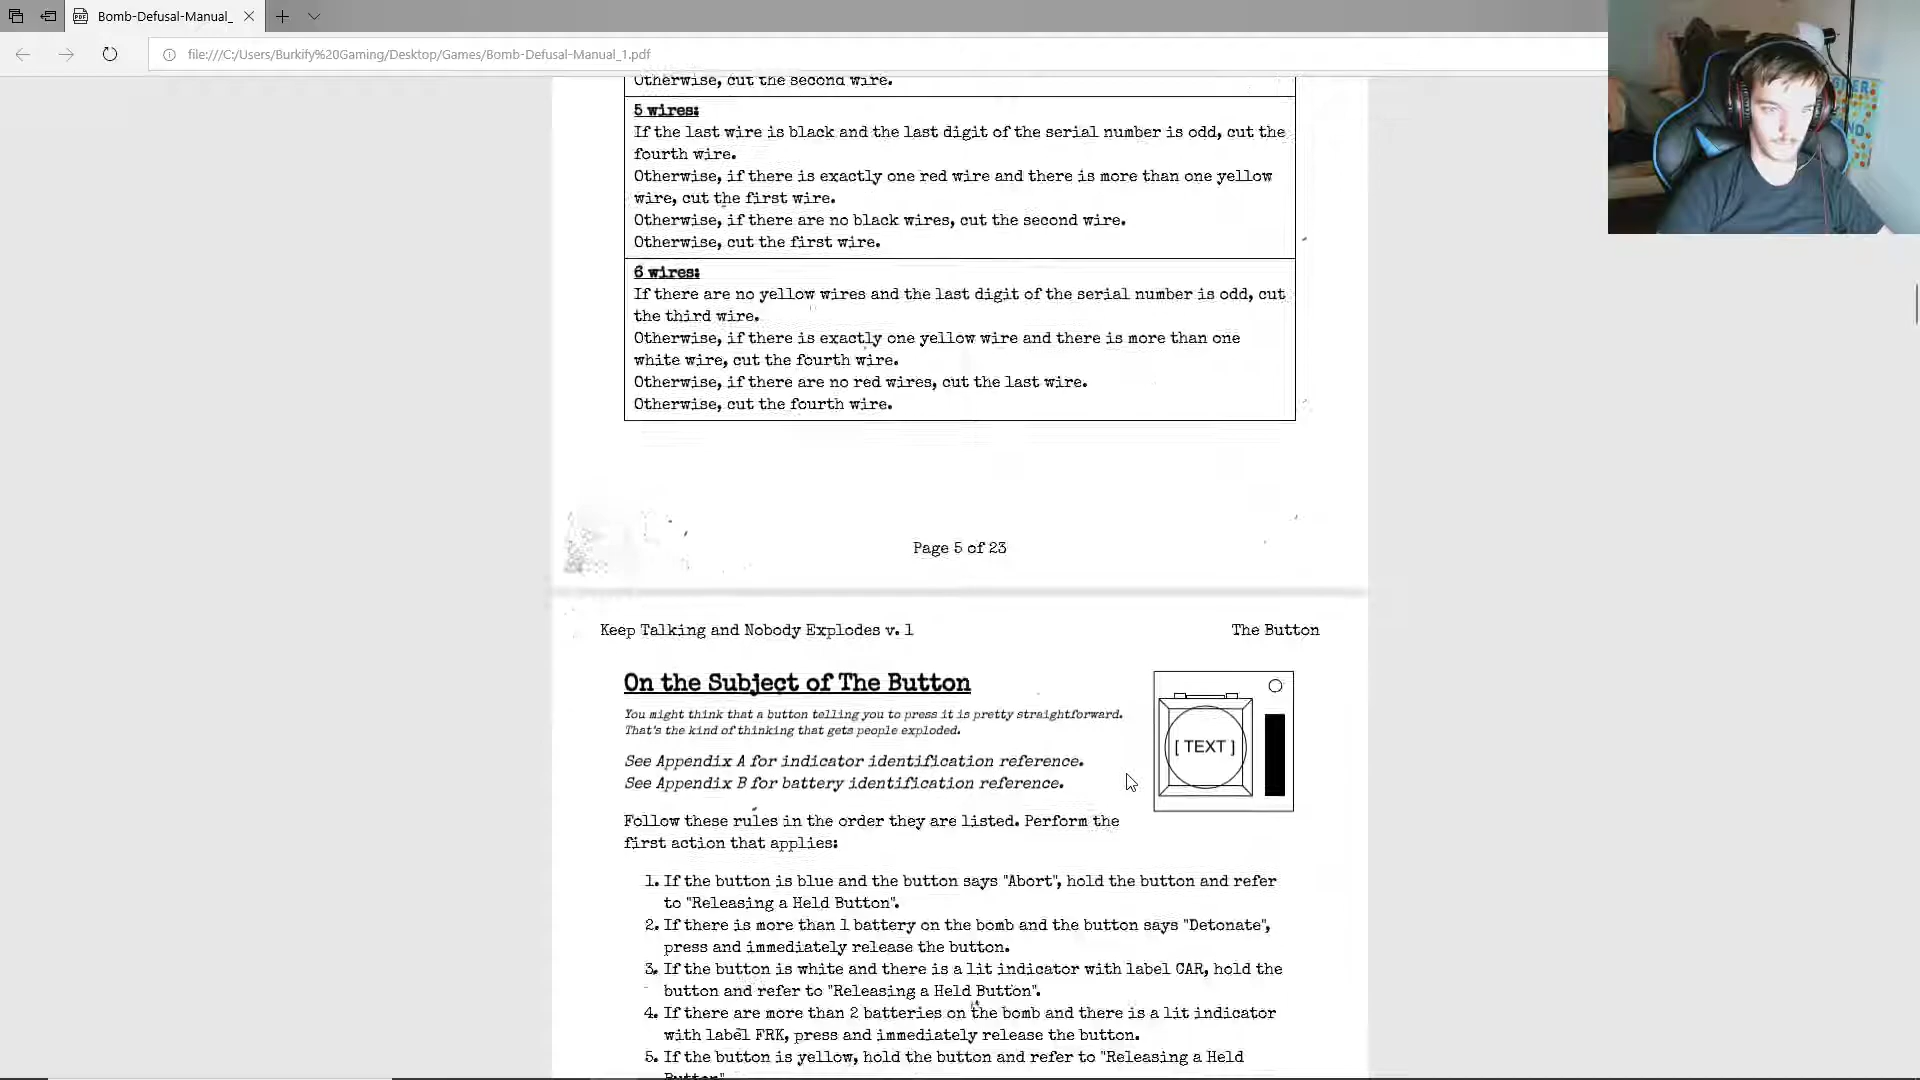 Bomb-Defusal-Manual_
file:///C:/Users/Burkify%20Gaming/Desktop/Games/Bomb-Defusal-Manual_1.pdf
Otherwise, cut the second wire.
5 wires:
If the last wire is black and the last digit of the serial number is odd, cut the
fourth wire.
Otherwise, if there is exactly one red wire and there is more than one yellow
wire, cut the first wire.
Otherwise, if there are no black wires, cut the second wire.
Otherwise, cut the first wire.
6 wires:
If there are no yellow wires and the last digit of the serial number is odd, cut
the third wire.
Otherwise, if there is exactly one yellow wire and there is more than one
white wire, cut the fourth wire.
Otherwise, if there are no red wires, cut the last wire.
Otherwise, cut the fourth wire.
Page 5 of 23
Keep Talking and Nobody Explodes v. 1
The Button
On the Subject of The Button
You might think that a button telling you to press it is pretty straightforward.
That's the kind of thinking that gets people exploded.
See Appendix A for indicator identification reference.
See Appendix B for battery identification reference.
[ TEXT ]
Follow these rules in the order they are listed. Perform the
first action that applies:
1. If the button is blue and the button says "Abort", hold the button and refer
to "Releasing a Held Button".
2. If there is more than 1 battery on the bomb and the button says "Detonate",
press and immediately release the button.
3. If the button is white and there is a lit indicator with label CAR, hold the
button and refer to "Releasing a Held Button".
4. If there are more than 2 batteries on the bomb and there is a lit indicator
with label FRK, press and immediately release the button.
5. If the button is yellow, hold the button and refer to "Releasing a Held
Button".